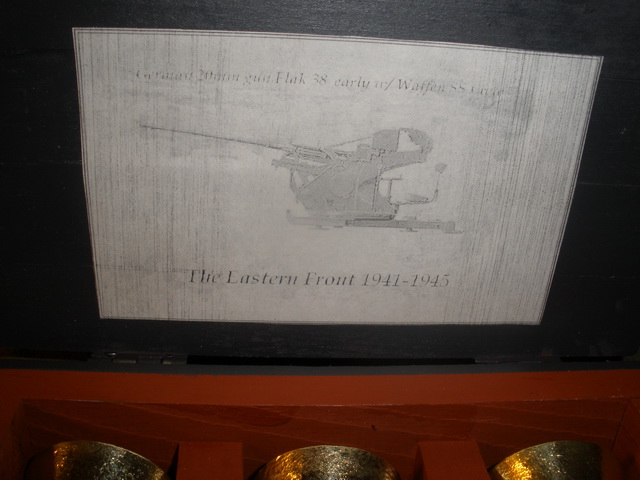 German 20mm gun Flak 38 early w/ Waffen SS
The Eastern Front 1941-1945